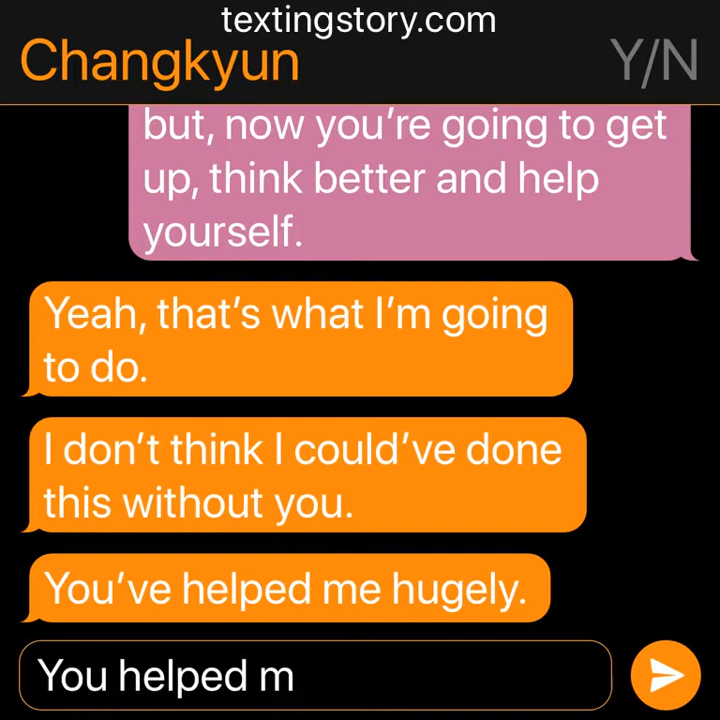 textingstory.com
Changkyun
Y/N
but, now you’re going to get
up, think better and help
yourself.
Yeah, that’s what I’m going
to do.
I don’t think I could’ve done
this without you.
You’ve helped me hugely.
You helped m